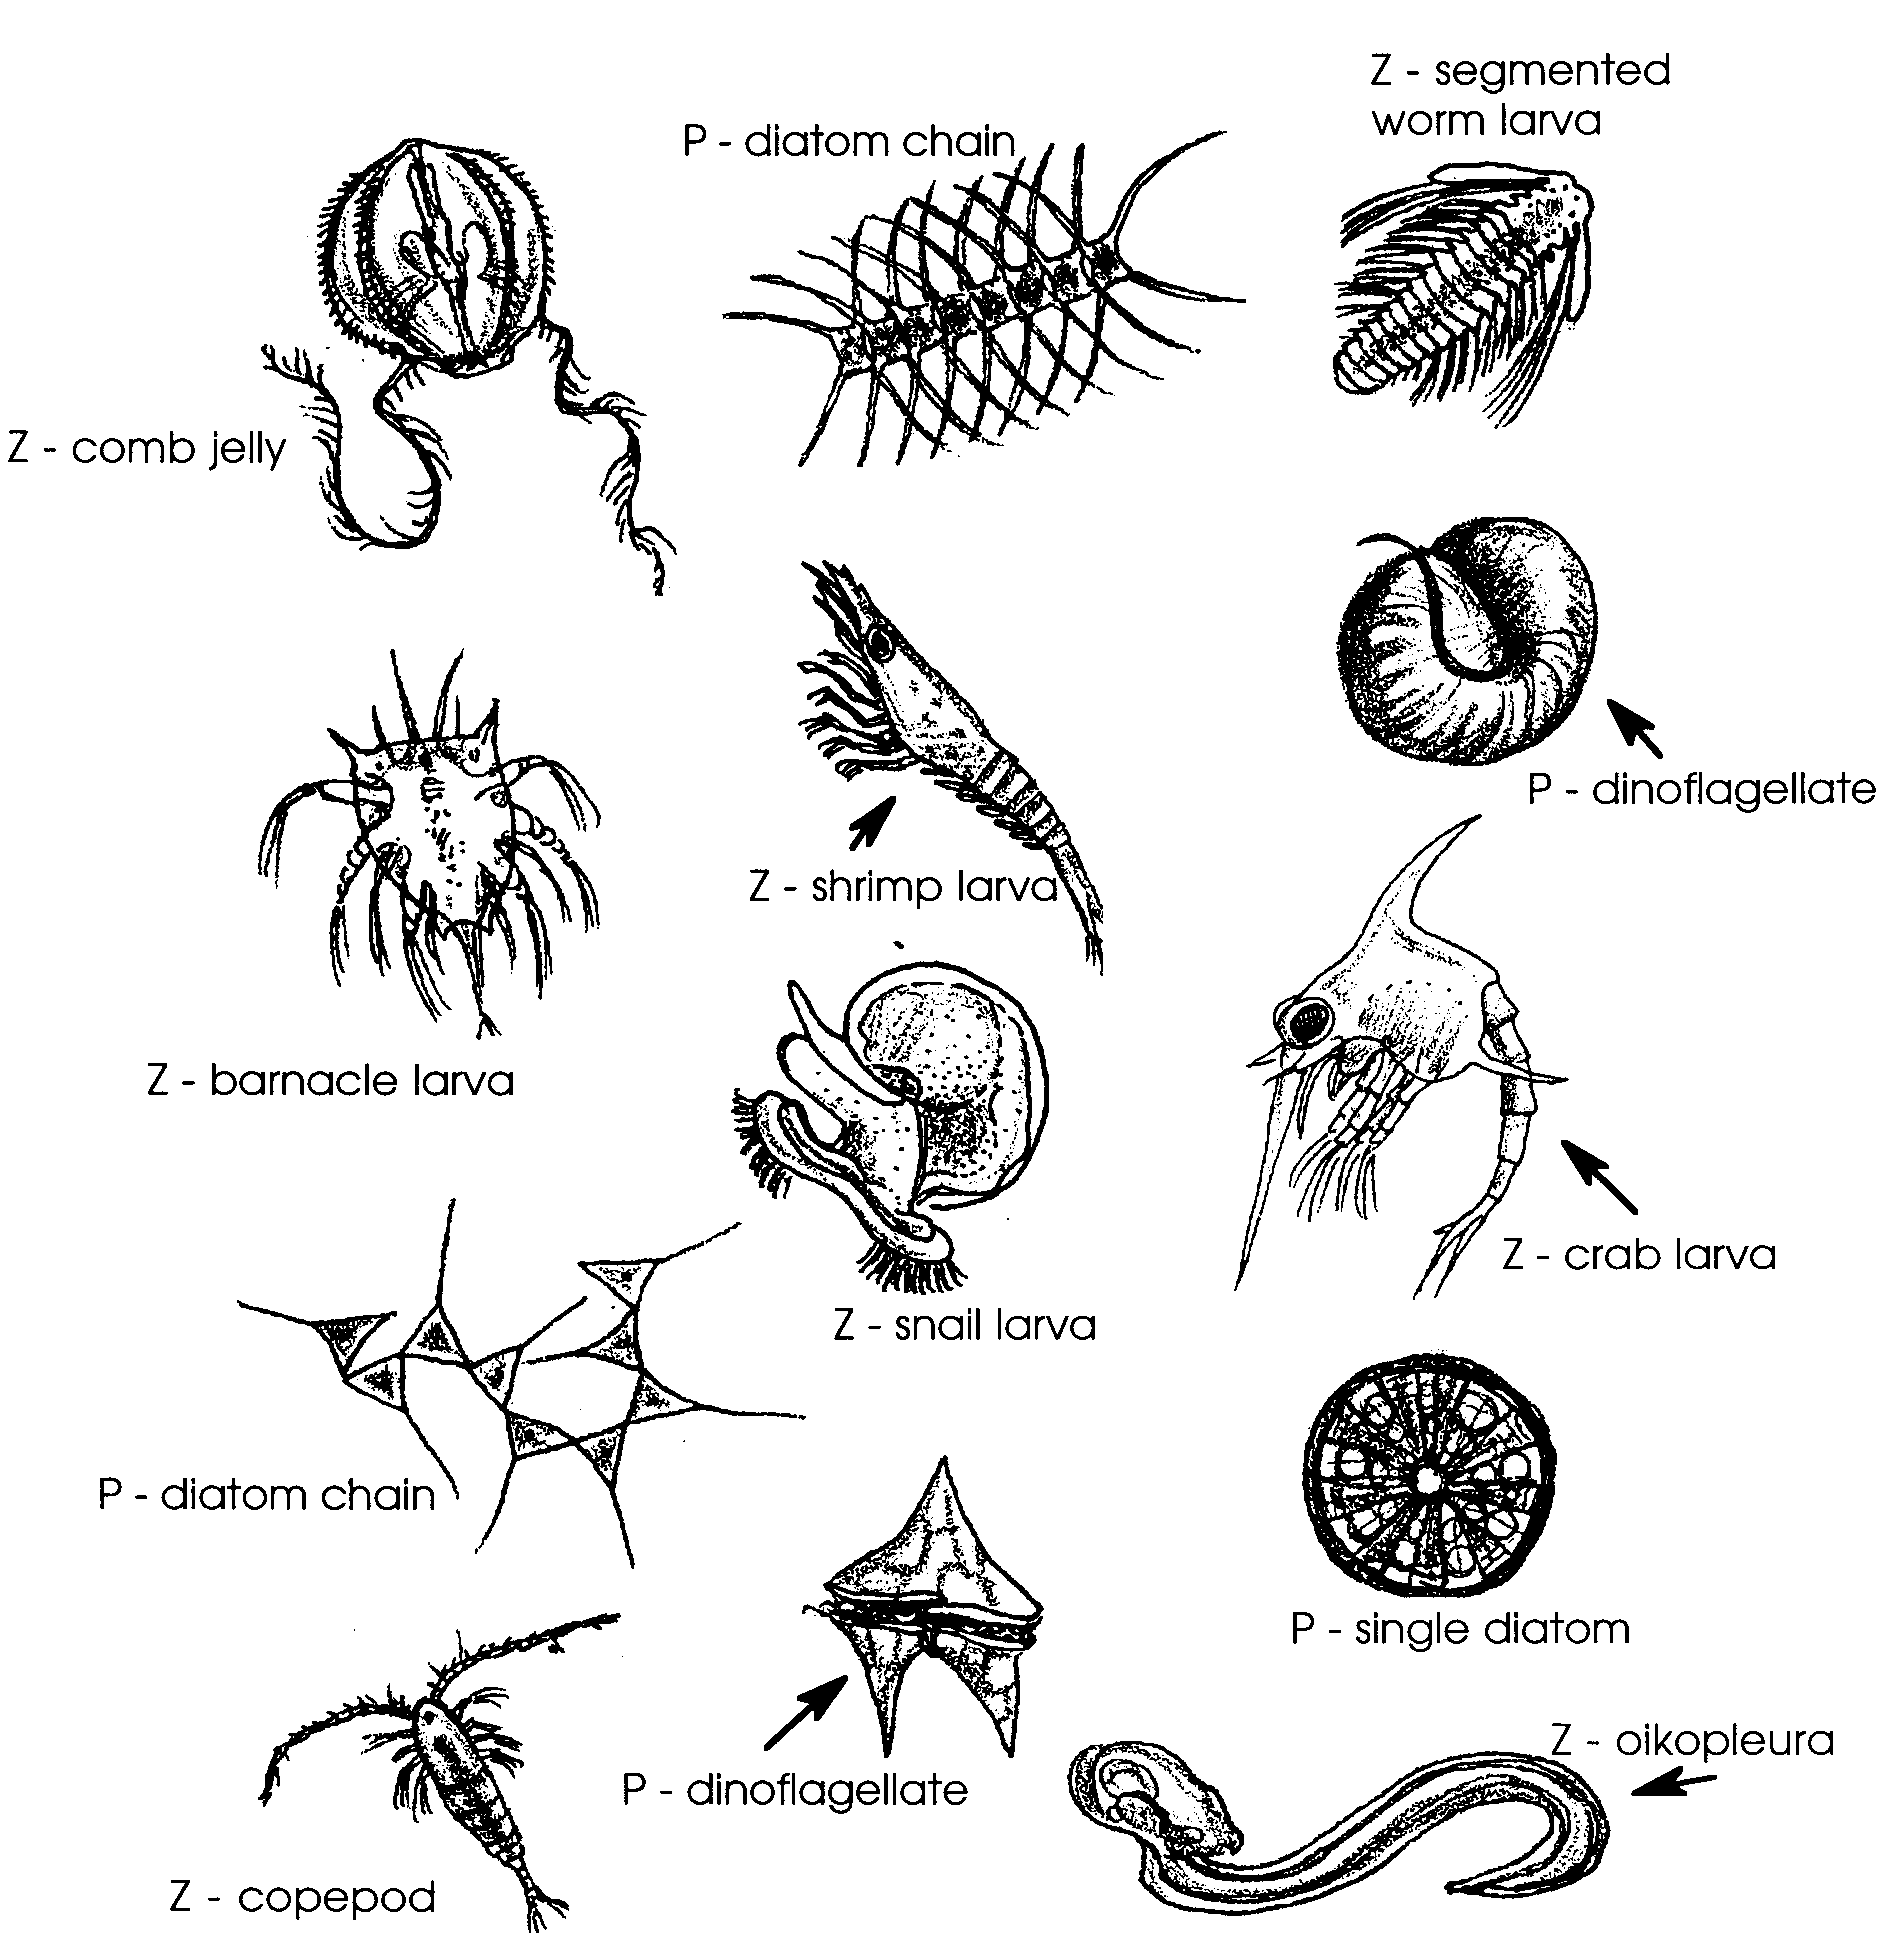 Z - segmented
worm larva
P - diatom chain
Z - comb jelly
P - dinoflagellate
Z - shrimp larva
Z - barnacle larva
Z - crab larva
Z - snail larva
P - diatom chain
P - single diatom
Z - oikopleura
P - dinoflagellate
Z - copepod